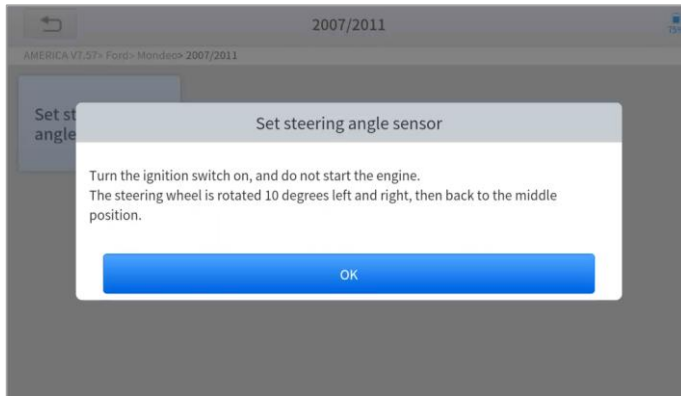 2007/2011
75%
AMERICA V7.57> Ford> Mondeo> 2007/2011
Set st
angle
Set steering angle sensor
Turn the ignition switch on, and do not start the engine.
The steering wheel is rotated 10 degrees left and right, then back to the middle
position.
OK